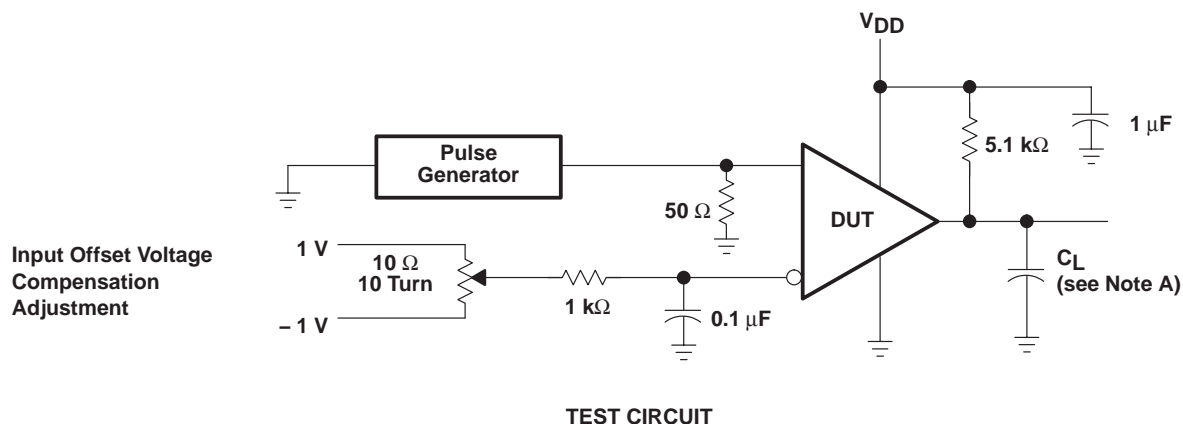 VDD
Pulse
Generator
50 Ω
DUT
5.1 kΩ
1 μF
Input Offset Voltage
Compensation
Adjustment
1 V
10 Ω
10 Turn
– 1 V
1 kΩ
0.1 μF
CL
(see Note A)
TEST CIRCUIT